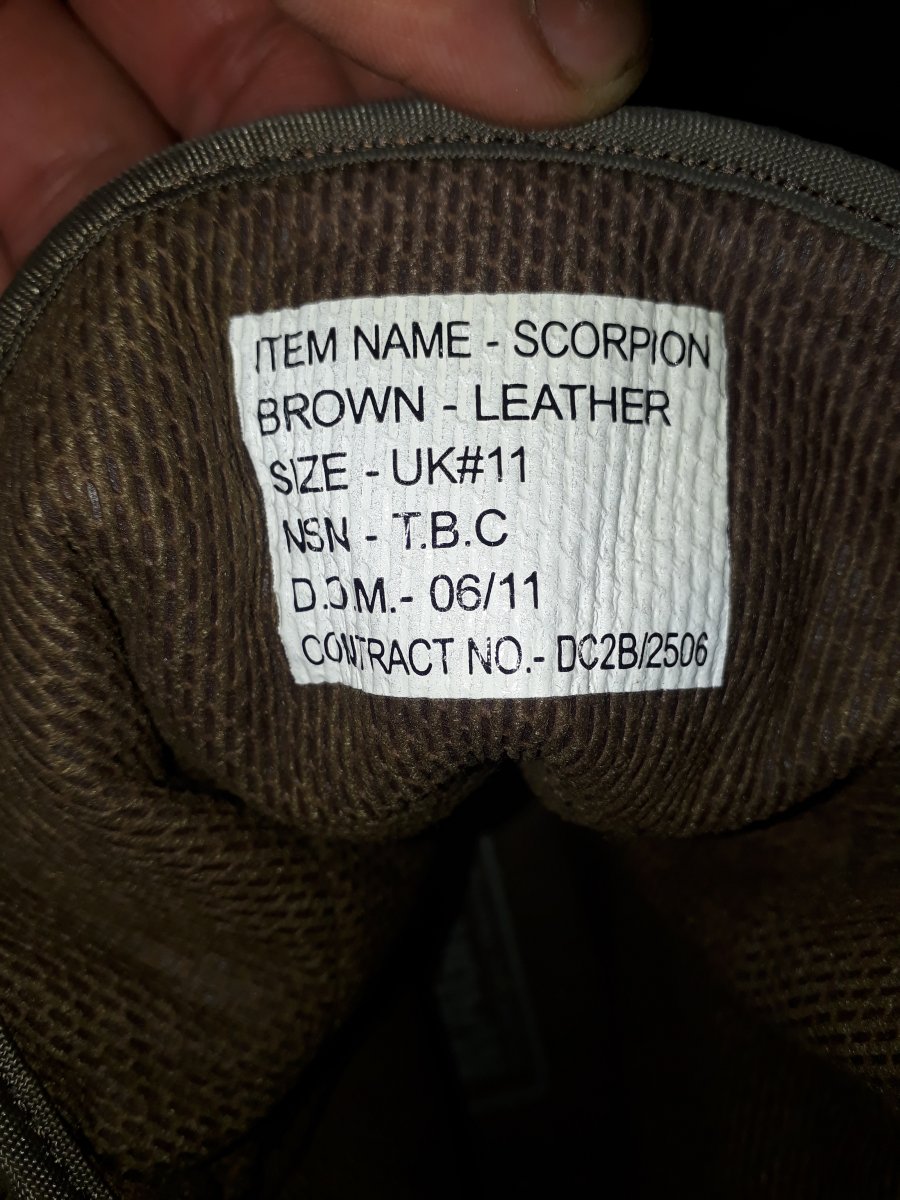 ITEM NAME - SCORPION
BROWN - LEATHER
SIZE - UK#11
NSN - T.B.C
D.O.M.- 06/11
CONTRACT NO.- DC2B/2506